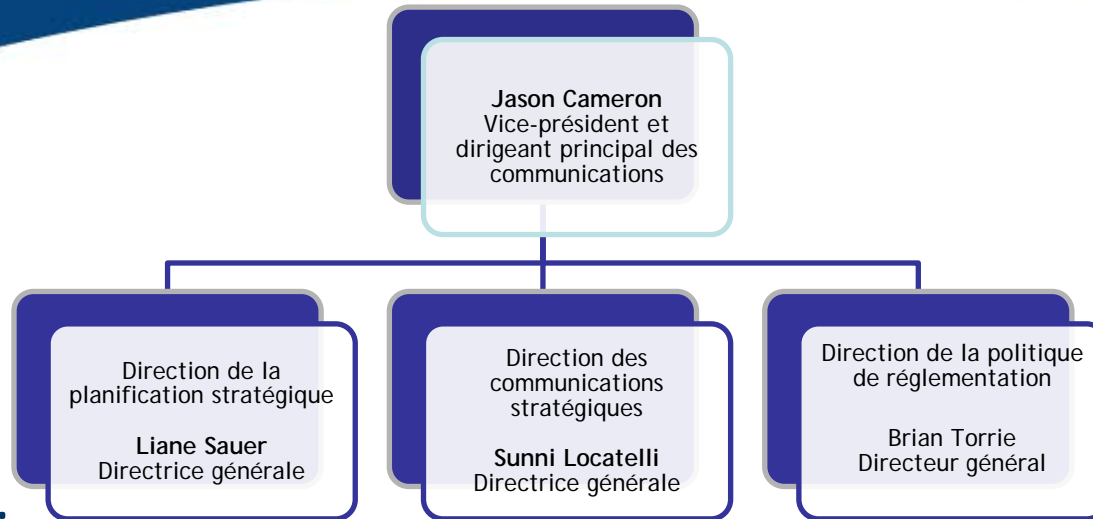 Jason Cameron
Vice-président et
dirigeant principal des
communications
Direction de la
planification stratégique
Liane Sauer
Directrice générale
Direction des
communications
stratégiques
Sunni Locatelli
Directrice générale
Direction de la politique
de réglementation
Brian Torrie
Directeur général